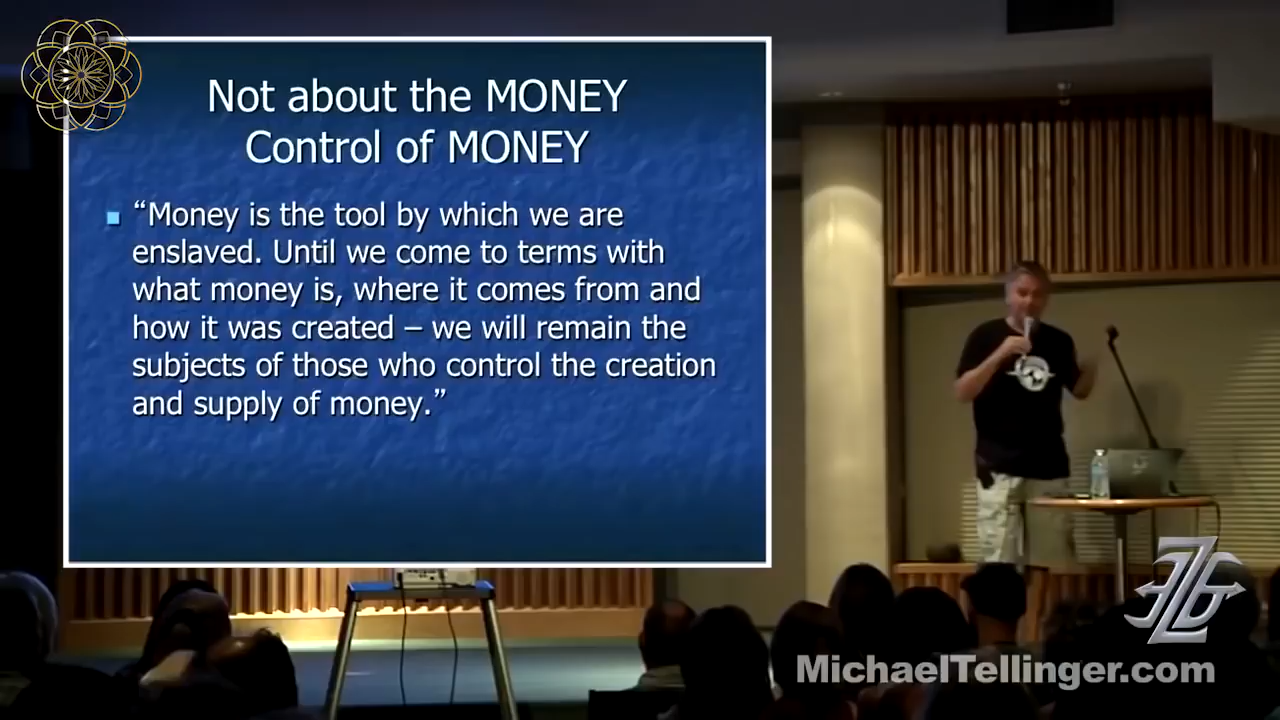 Not about the MONEY
Control of MONEY
“Money is the tool by which we are
enslaved. Until we come to terms with
what money is, where it comes from and
how it was created – we will remain the
subjects of those who control the creation
and supply of money.”
MichaelTellinger.com